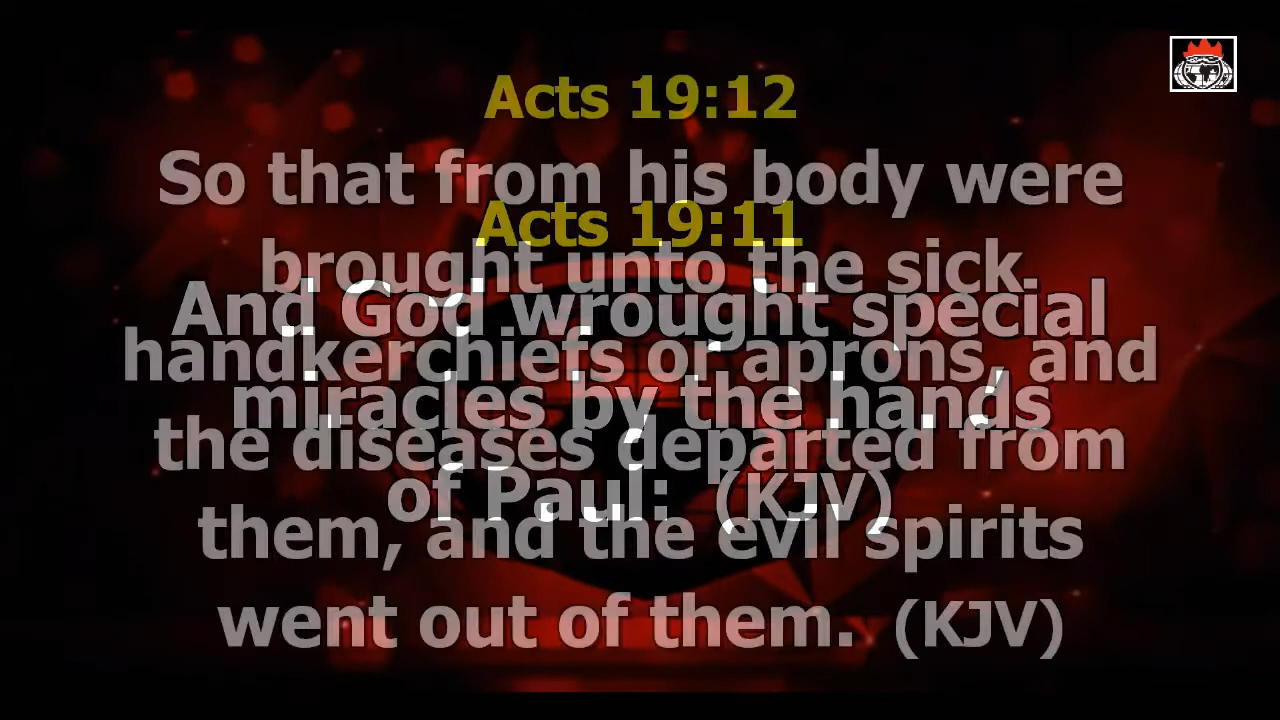 Acts 19:12
So that from his body were
brought unto the sick
handkerchiefs or aprons, and
the diseases departed from
them, and the evil spirits
went out of them. (KJV)
Acts 19:11
And God wrought special
miracles by the hands
of Paul: (KJV)